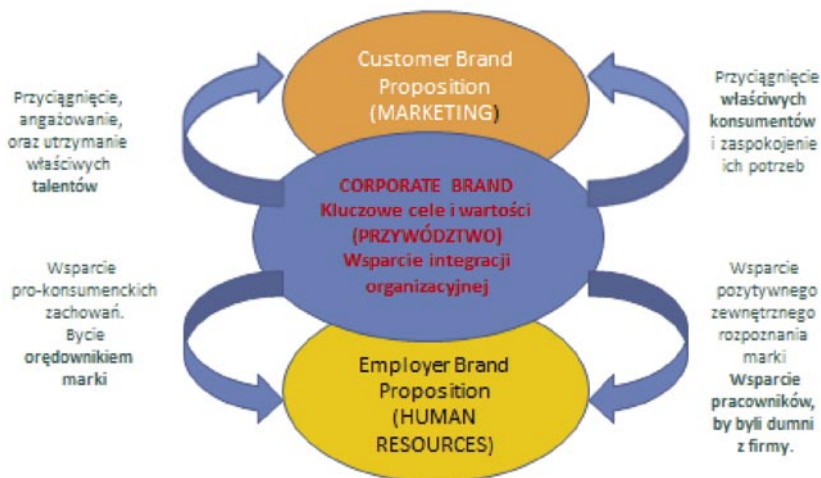 Customer Brand
Proposition
(MARKETING)
Przyciągnięcie,
angażowanie,
oraz utrzymanie
właściwych
talentów
Przyciągnięcie
właściwych
konsumentów
i zaspokojenie
ich potrzeb
CORPORATE BRAND
Kluczowe cele i wartości
(PRZYWÓDZTWO)
Wsparcie integracji
organizacyjnej
Wsparcie
pro-konsumenckich
zachowań.
Bycie
orędownikiem
marki
Wsparcie
pozytywnego
zewnętrznego
rozpoznania
marki
Wsparcie
pracowników,
by byli dumni
z firmy.
Employer Brand
Proposition
(HUMAN
RESOURCES)